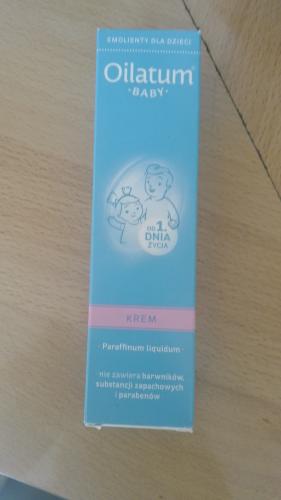 EMOLIENTY DLA DZIECI
Oilatum®
·BABY·
OD 1.
DNIA
ŻYCIA
KREM
·Paraffinum liquidum·
·nie zawiera barwników,
substancji zapachowych
i parabenów